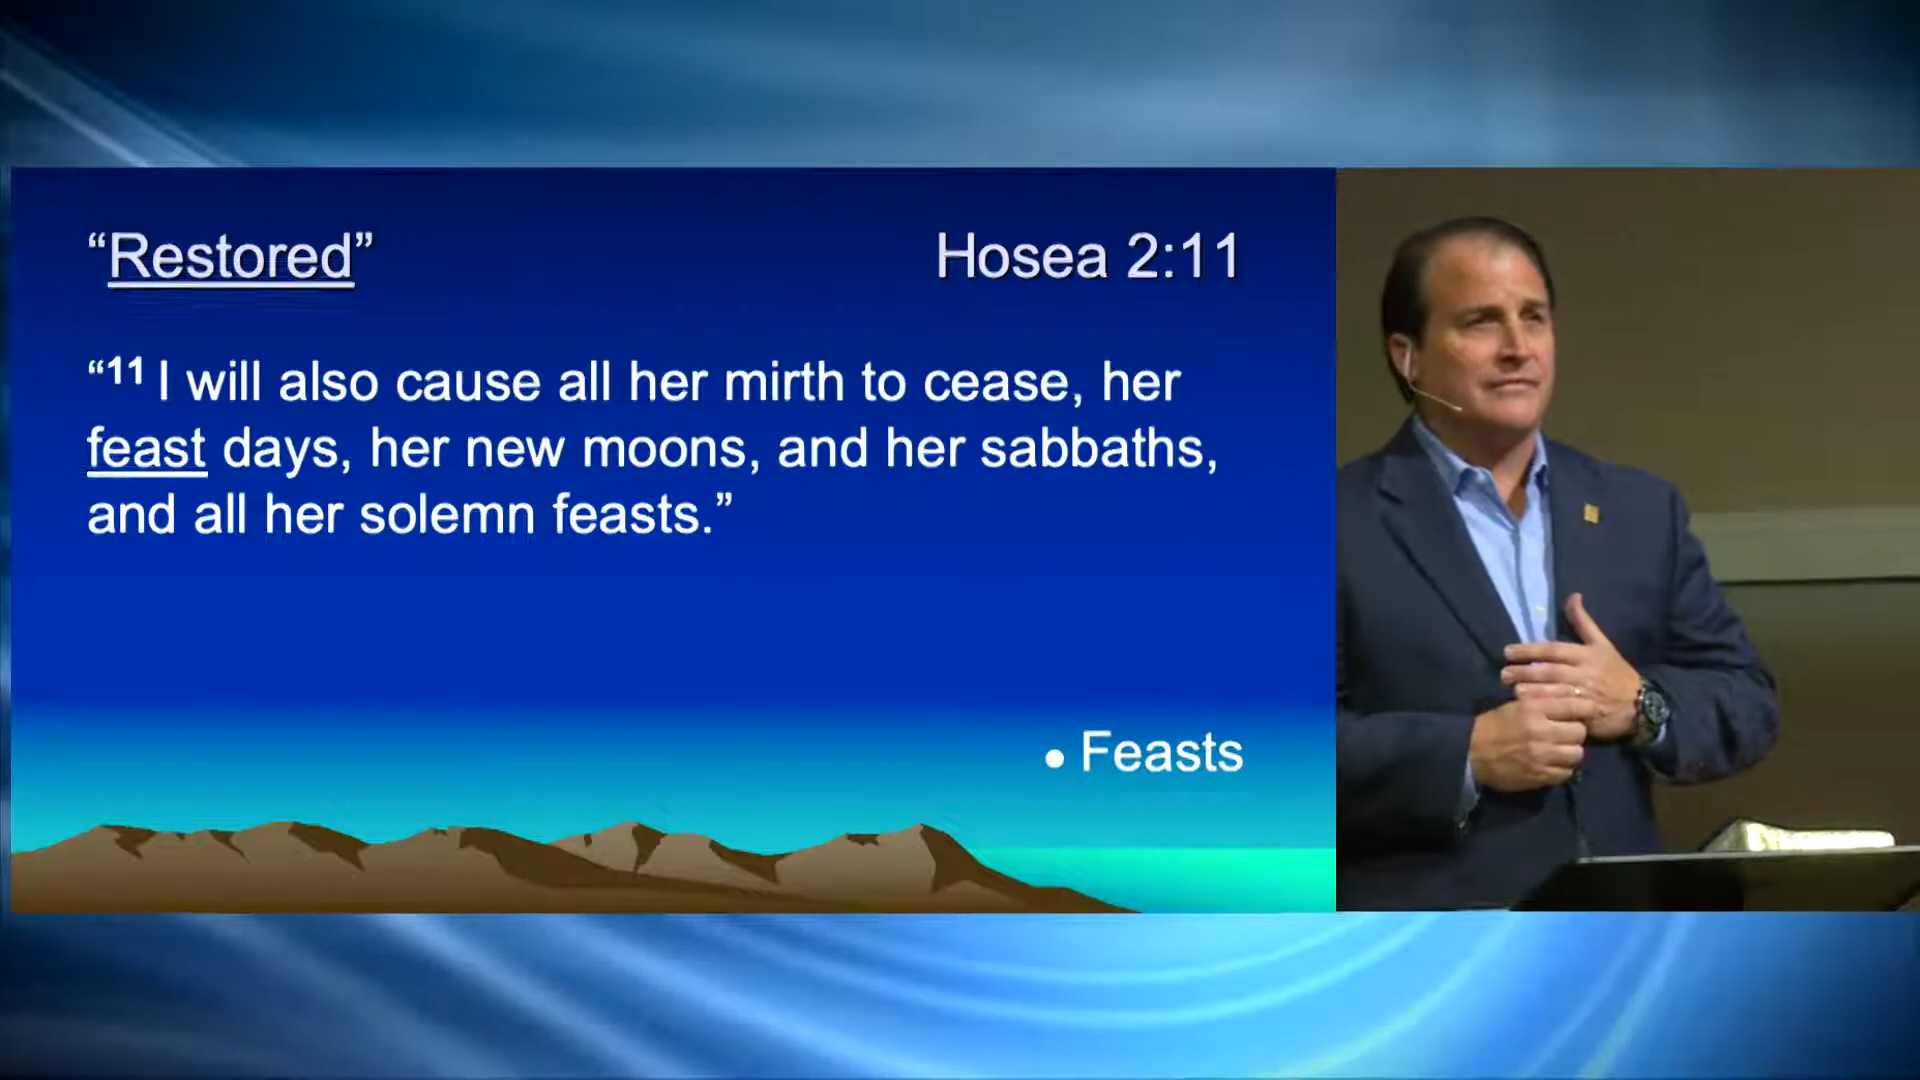 “Restored” Hosea 2:11
“11 I will also cause all her mirth to cease, her
feast days, her new moons, and her sabbaths,
and all her solemn feasts.”
• Feasts